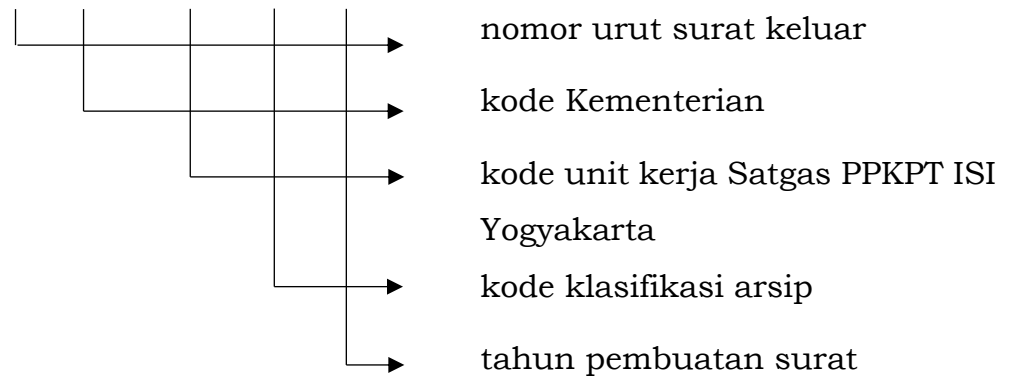 nomor urut surat keluar
kode Kementerian
kode unit kerja Satgas PPKPT ISI
Yogyakarta
kode klasifikasi arsip
tahun pembuatan surat